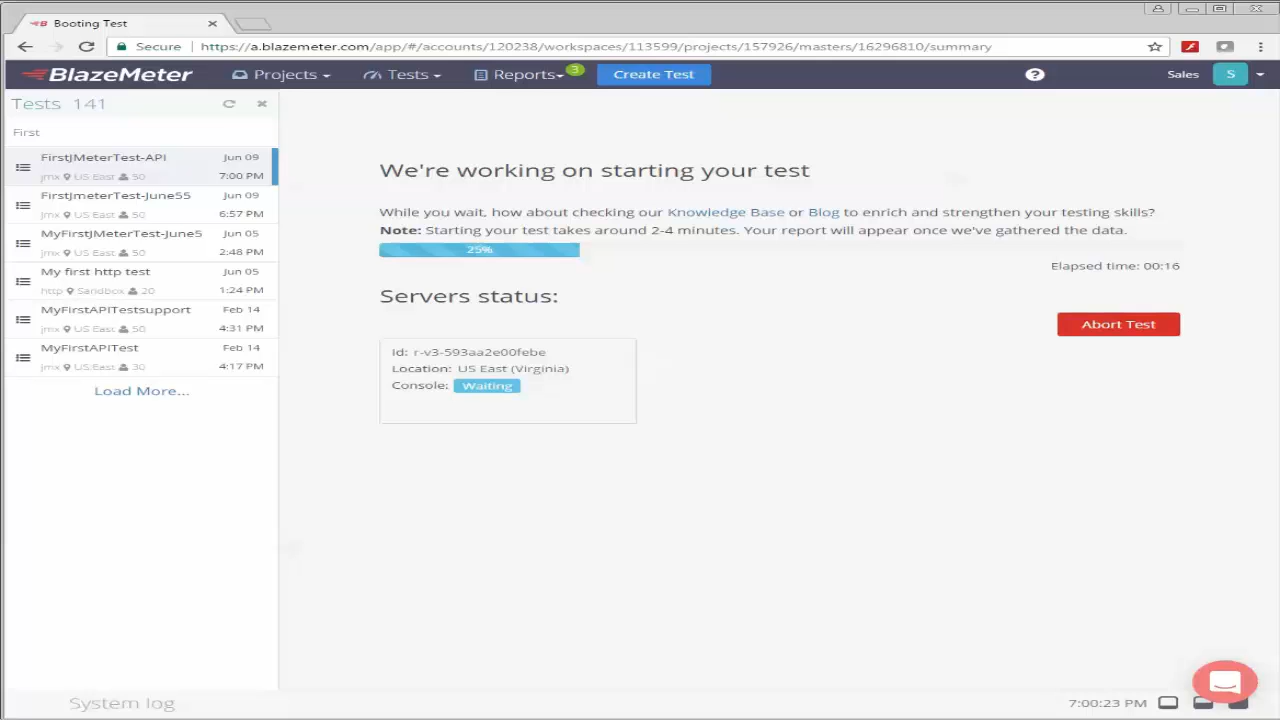 Booting Test
Secure https://a.blazemeter.com/app/#/accounts/120238/workspaces/113599/projects/157926/masters/16296810/summary
BlazeMeter Projects Tests Reports 3 Create Test ? Sales S
Tests 141
First
FirstJMeterTest-API Jun 09
jmx US East 50 7:00 PM
FirstJmeterTest-June55 Jun 09
jmx US East 50 6:57 PM
MyFirstJMeterTest-June5 Jun 05
jmx US East 50 2:48 PM
My first http test Jun 05
http Sandbox 20 1:24 PM
MyFirstAPITestsupport Feb 14
jmx US East 50 4:31 PM
MyFirstAPITest Feb 14
jmx US East 30 4:17 PM
Load More...
We're working on starting your test
While you wait, how about checking our Knowledge Base or Blog to enrich and strengthen your testing skills?
Note: Starting your test takes around 2-4 minutes. Your report will appear once we've gathered the data.
25%
Elapsed time: 00:16
Servers status:
Abort Test
Id: r-v3-593aa2e00febe
Location: US East (Virginia)
Console: Waiting
System log 7:00:23 PM